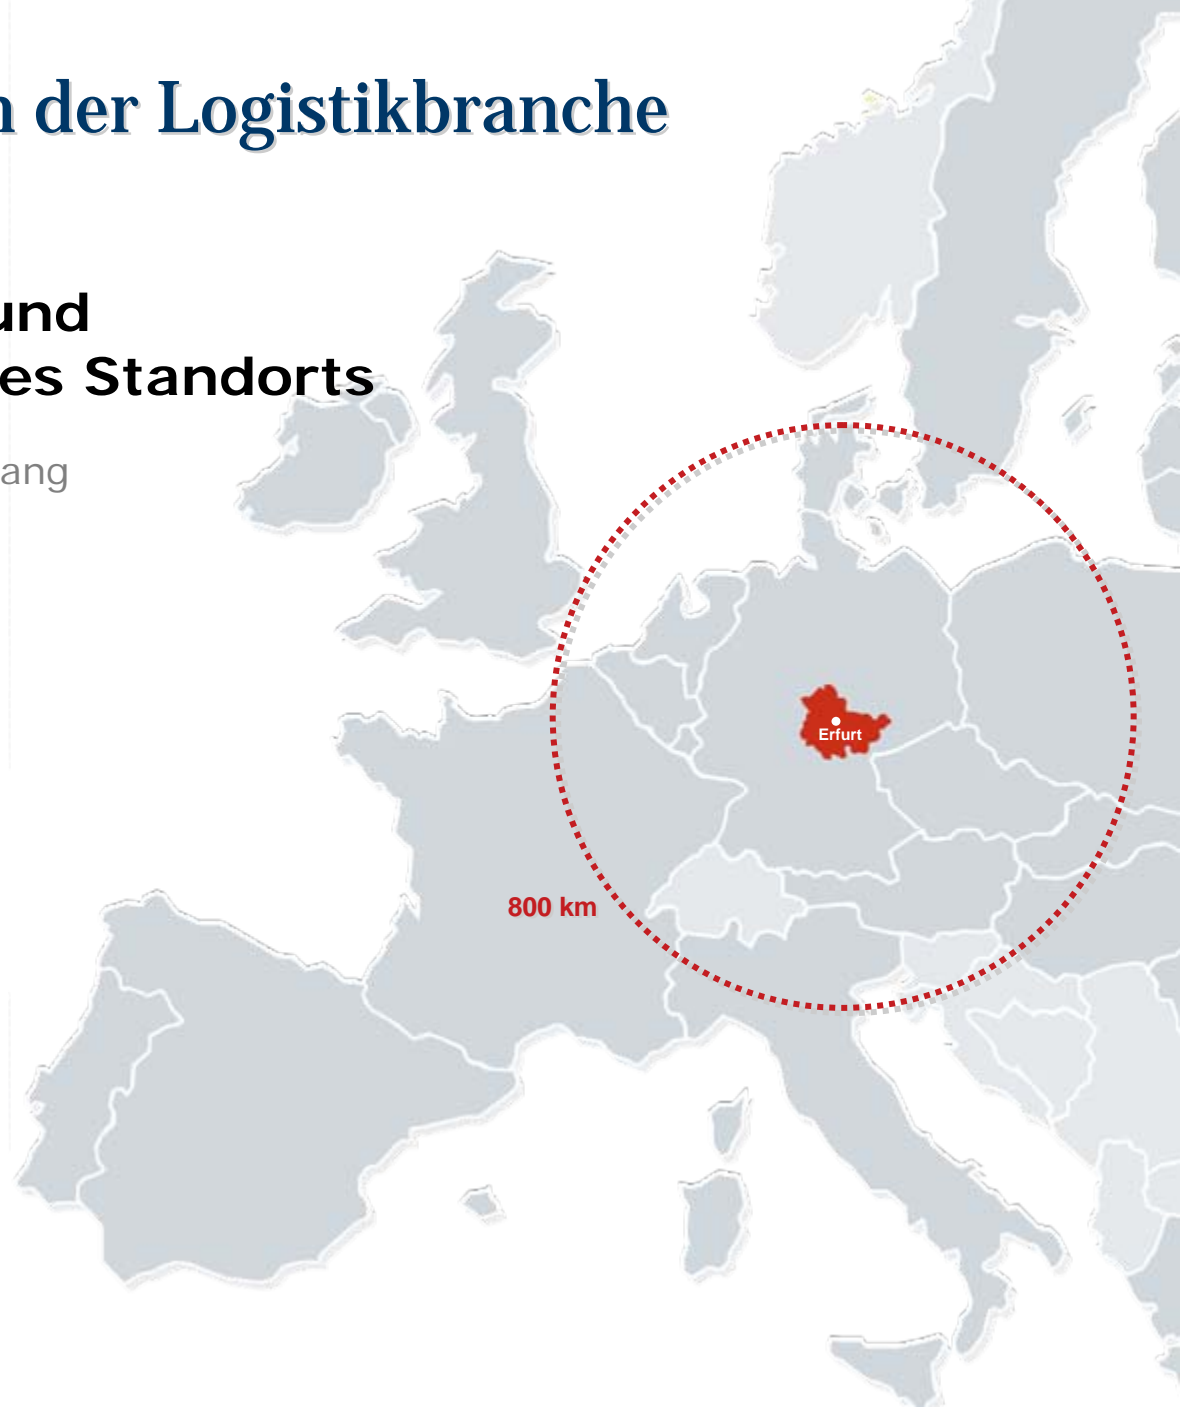 n der Logistikbranche
und
es Standorts
ang
Erfurt
800 km